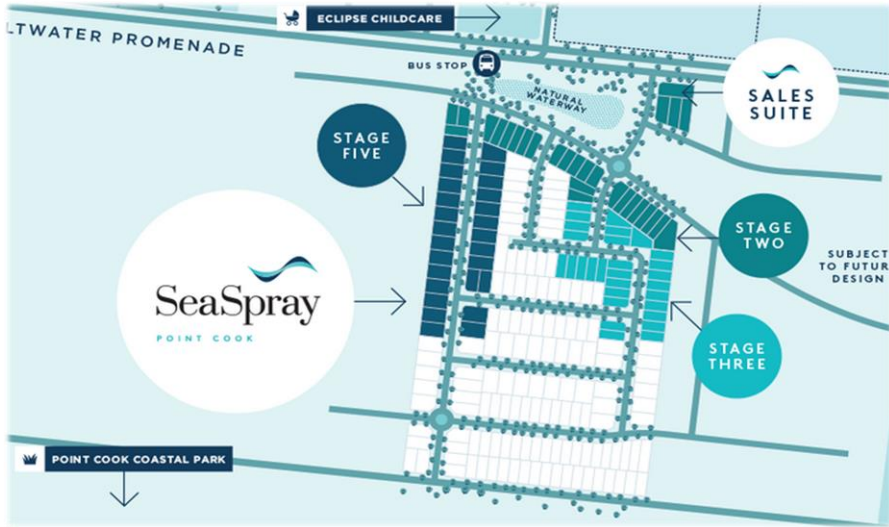 ECLIPSE CHILDCARE
LTWATER PROMENADE
BUS STOP
NATURAL
WATERWAY
SALES
SUITE
STAGE
FIVE
STAGE
TWO
SUBJECT
TO FUTUR
DESIGN
SeaSpray
POINT COOK
STAGE
THREE
POINT COOK COASTAL PARK